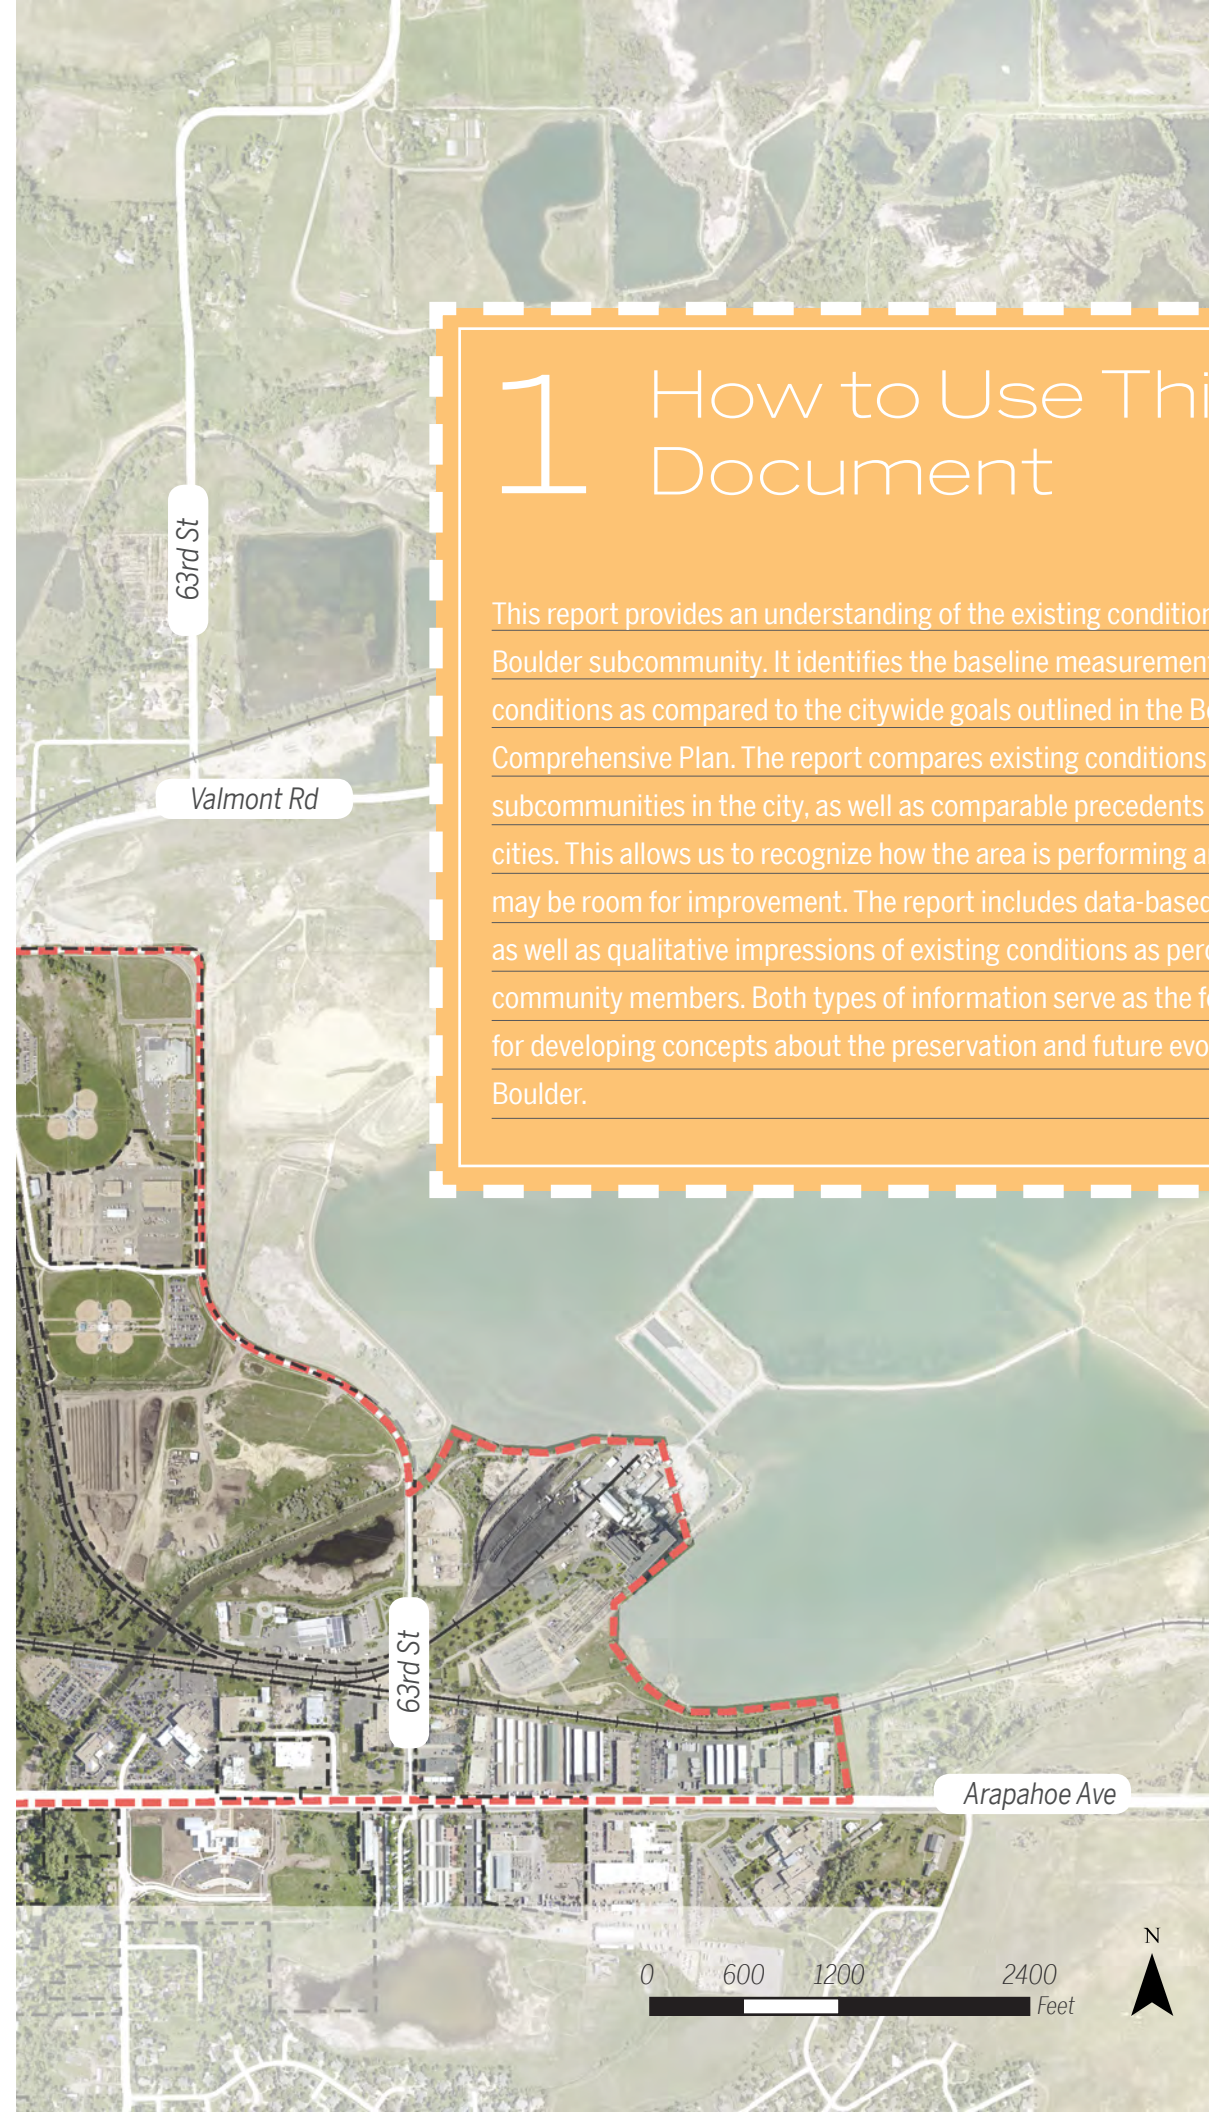 1 How to Use Thi
Document
This report provides an understanding of the existing condition
Boulder subcommunity. It identifies the baseline measuremen
conditions as compared to the citywide goals outlined in the B
Comprehensive Plan. The report compares existing conditions
subcommunities in the city, as well as comparable precedents
cities. This allows us to recognize how the area is performing a
may be room for improvement. The report includes data-based
as well as qualitative impressions of existing conditions as per
community members. Both types of information serve as the f
for developing concepts about the preservation and future evo
Boulder.
63rd St
Valmont Rd
63rd St
Arapahoe Ave
N
0 600 1200 2400
Feet